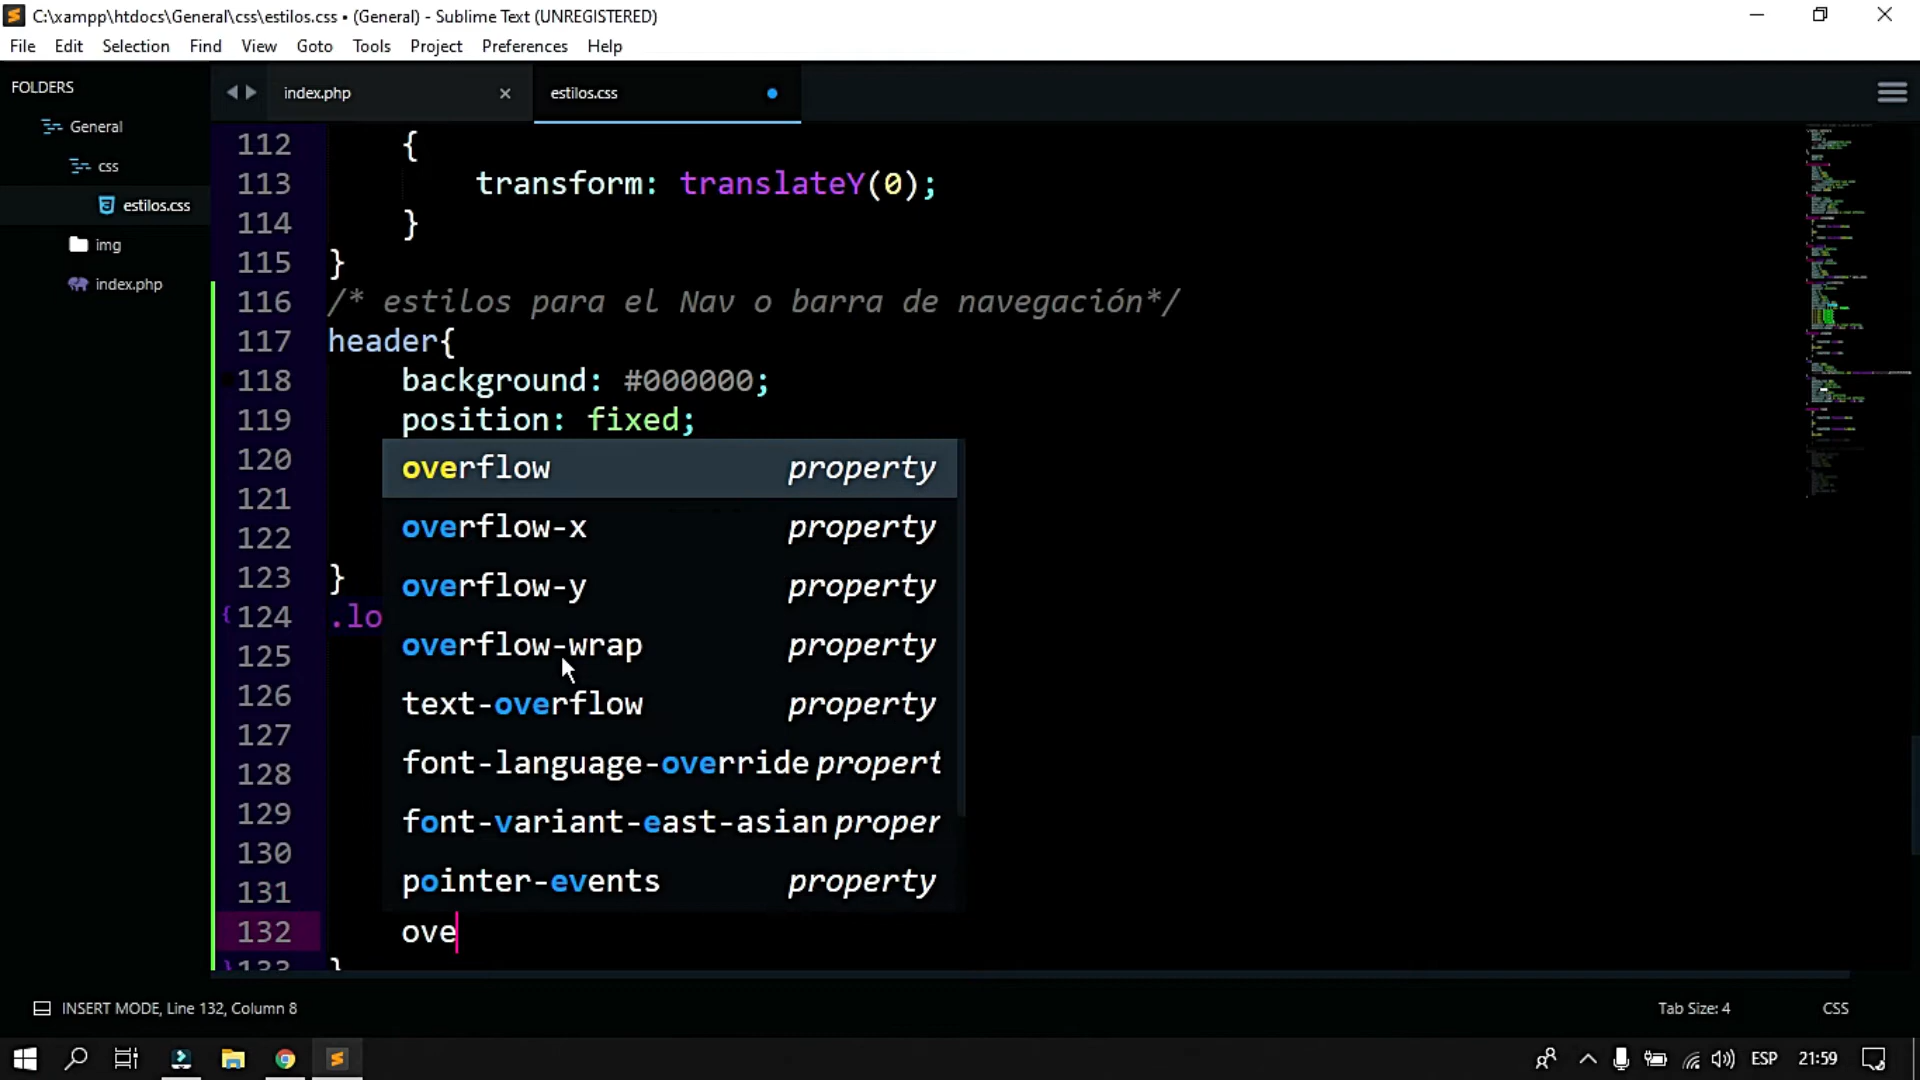 C:\xampp\htdocs\General\css\estilos.css • (General) - Sublime Text (UNREGISTERED)
File Edit Selection Find View Goto Tools Project Preferences Help
FOLDERS
General
css
estilos.css
img
index.php
index.php ×
estilos.css
112 {
113 transform: translateY(0);
114 }
115 }
116 /* estilos para el Nav o barra de navegación*/
117 header{
118 background: #000000;
119 position: fixed;
120
121
122
123 }
124 .lo
125
126
127
128
129
130
131
132 ove
133 }
overflow property
overflow-x property
overflow-y property
overflow-wrap property
text-overflow property
font-language-override propert
font-variant-east-asian proper
pointer-events property
INSERT MODE, Line 132, Column 8
Tab Size: 4
CSS
ESP
21:59